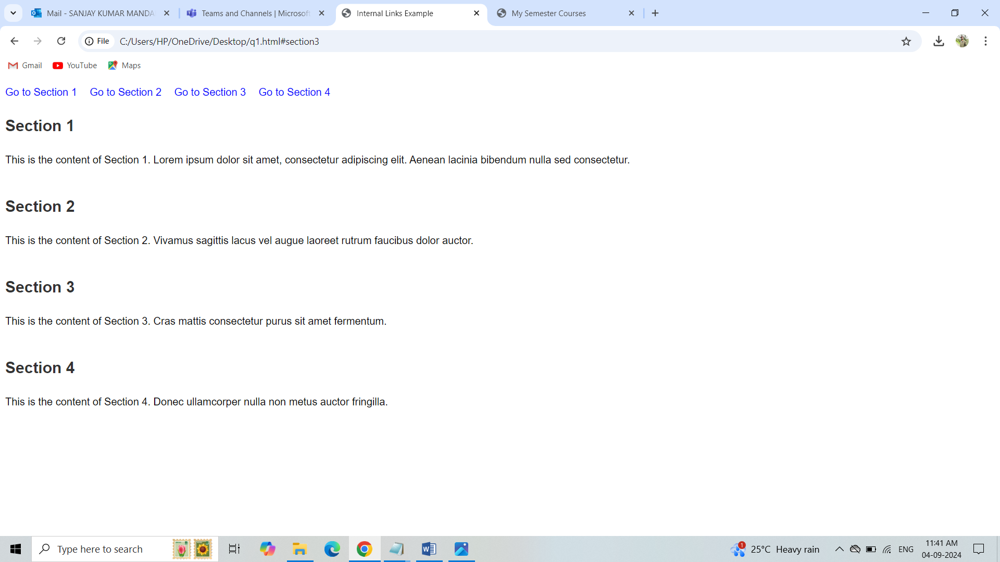 Mail - SANJAY KUMAR MANDA
Teams and Channels | Microsoft
Internal Links Example
My Semester Courses
File
C:/Users/HP/OneDrive/Desktop/q1.html#section3
Gmail
YouTube
Maps
Go to Section 1 Go to Section 2 Go to Section 3 Go to Section 4
Section 1
This is the content of Section 1. Lorem ipsum dolor sit amet, consectetur adipiscing elit. Aenean lacinia bibendum nulla sed consectetur.
Section 2
This is the content of Section 2. Vivamus sagittis lacus vel augue laoreet rutrum faucibus dolor auctor.
Section 3
This is the content of Section 3. Cras mattis consectetur purus sit amet fermentum.
Section 4
This is the content of Section 4. Donec ullamcorper nulla non metus auctor fringilla.
Type here to search
1
25°C Heavy rain
ENG
11:41 AM
04-09-2024